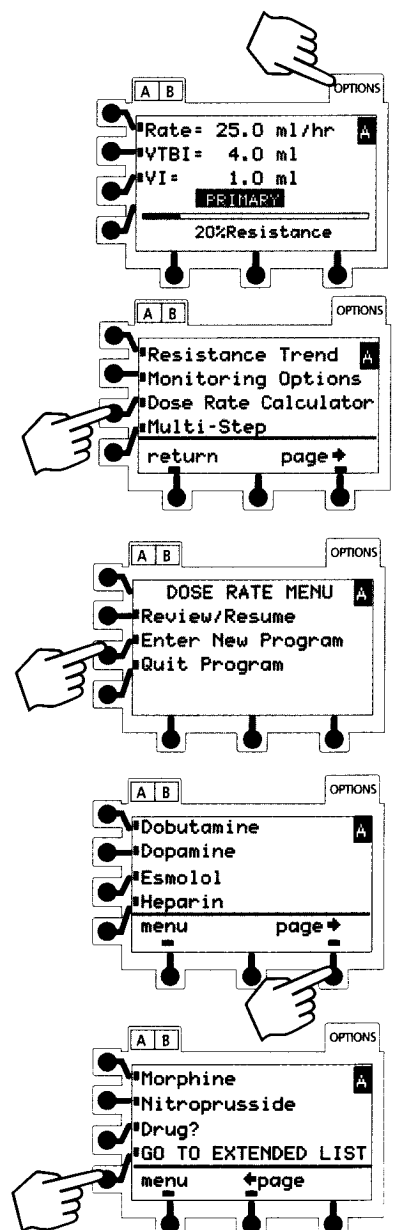 A B OPTIONS
Rate= 25.0 ml/hr A
VTBI= 4.0 ml
VI= 1.0 ml
PRIMARY
20%Resistance
A B OPTIONS
Resistance Trend A
Monitoring Options
Dose Rate Calculator
Multi-Step
return page→
A B OPTIONS
DOSE RATE MENU A
Review/Resume
Enter New Program
Quit Program
A B OPTIONS
Dobutamine A
Dopamine
Esmolol
Heparin
menu page→
A B OPTIONS
Morphine A
Nitroprusside
Drug?
GO TO EXTENDED LIST
menu ←page